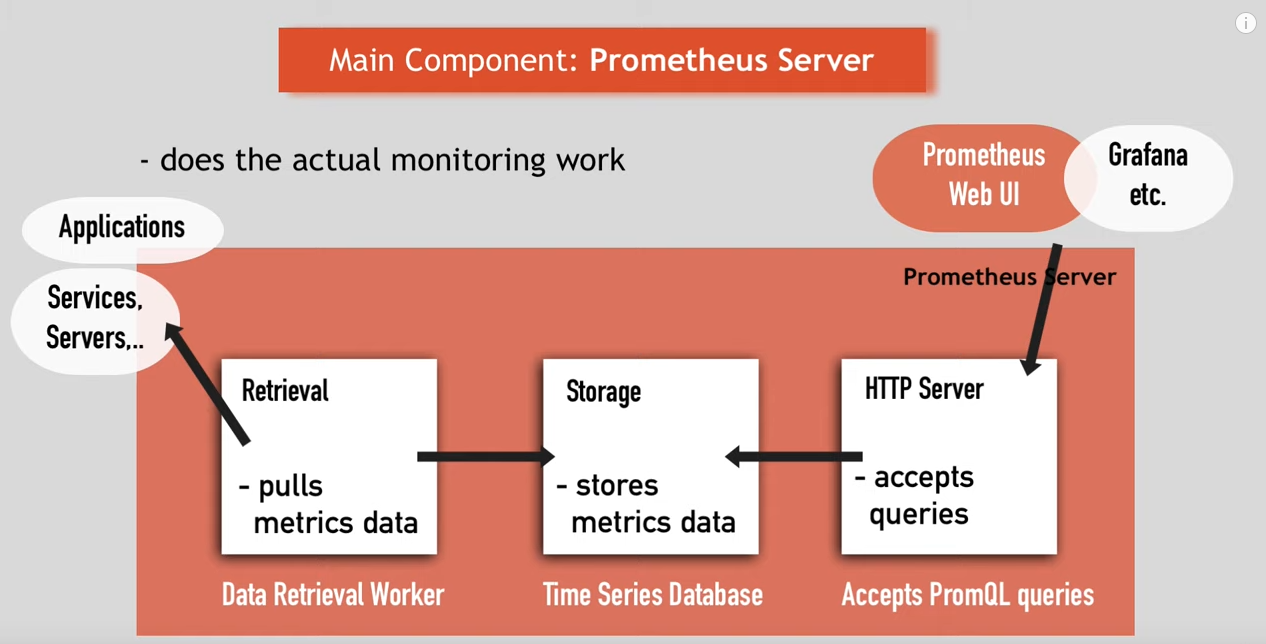 Main Component: Prometheus Server
- does the actual monitoring work
Prometheus
Web UI
Grafana
etc.
Applications
Services,
Servers,..
Prometheus Server
Retrieval
- pulls
metrics data
Data Retrieval Worker
Storage
- stores
metrics data
Time Series Database
HTTP Server
- accepts
queries
Accepts PromQL queries
i